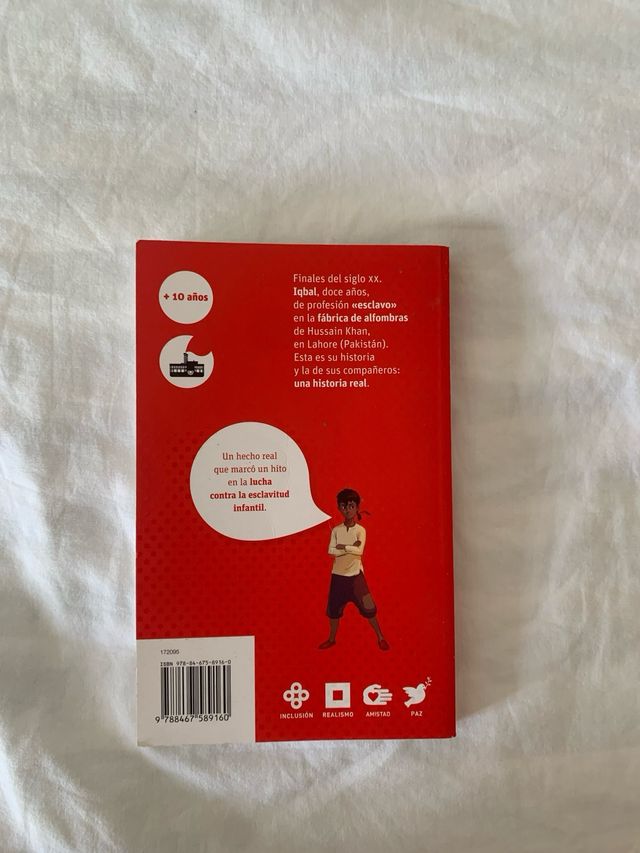 + 10 años
Finales del siglo XX.
Iqbal, doce años,
de profesión «esclavo»
en la fábrica de alfombras
de Hussain Khan,
en Lahore (Pakistán).
Esta es su historia
y la de sus compañeros:
una historia real.
Un hecho real
que marcó un hito
en la lucha
contra la esclavitud
infantil.
172095
ISBN 978-84-675-8916-0
9 788467 589160
INCLUSIÓN
REALISMO
AMISTAD
PAZ